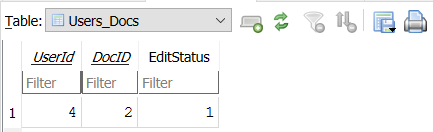 Table: Users_Docs
UserId DocID EditStatus
Filter Filter Filter
1 4 2 1